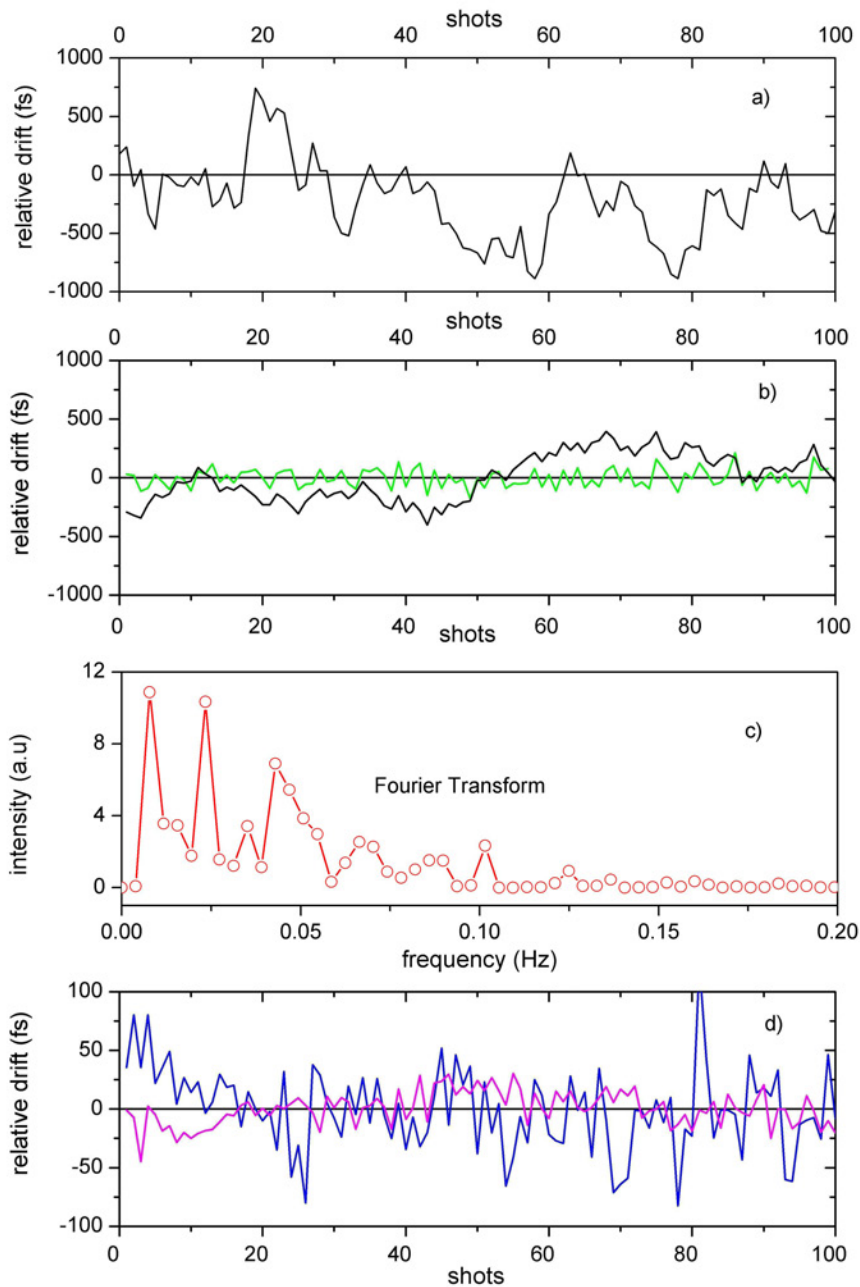 0 20 40 60 80 100
shots
1000
500
0
-500
-1000
relative drift (fs)
a)
0 20 40 60 80 100
shots
1000
500
0
-500
-1000
relative drift (fs)
b)
0 20 40 60 80 100
shots
12
8
4
0
intensity (a.u)
c)
Fourier Transform
0.00 0.05 0.10 0.15 0.20
frequency (Hz)
100
50
0
-50
-100
relative drift (fs)
d)
0 20 40 60 80 100
shots